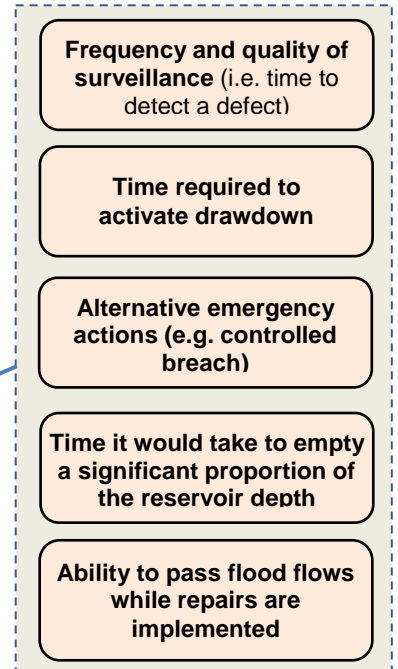 Frequency and quality of
surveillance (i.e. time to
detect a defect)
Time required to
activate drawdown
Alternative emergency
actions (e.g. controlled
breach)
Time it would take to empty
a significant proportion of
the reservoir depth
Ability to pass flood flows
while repairs are
implemented